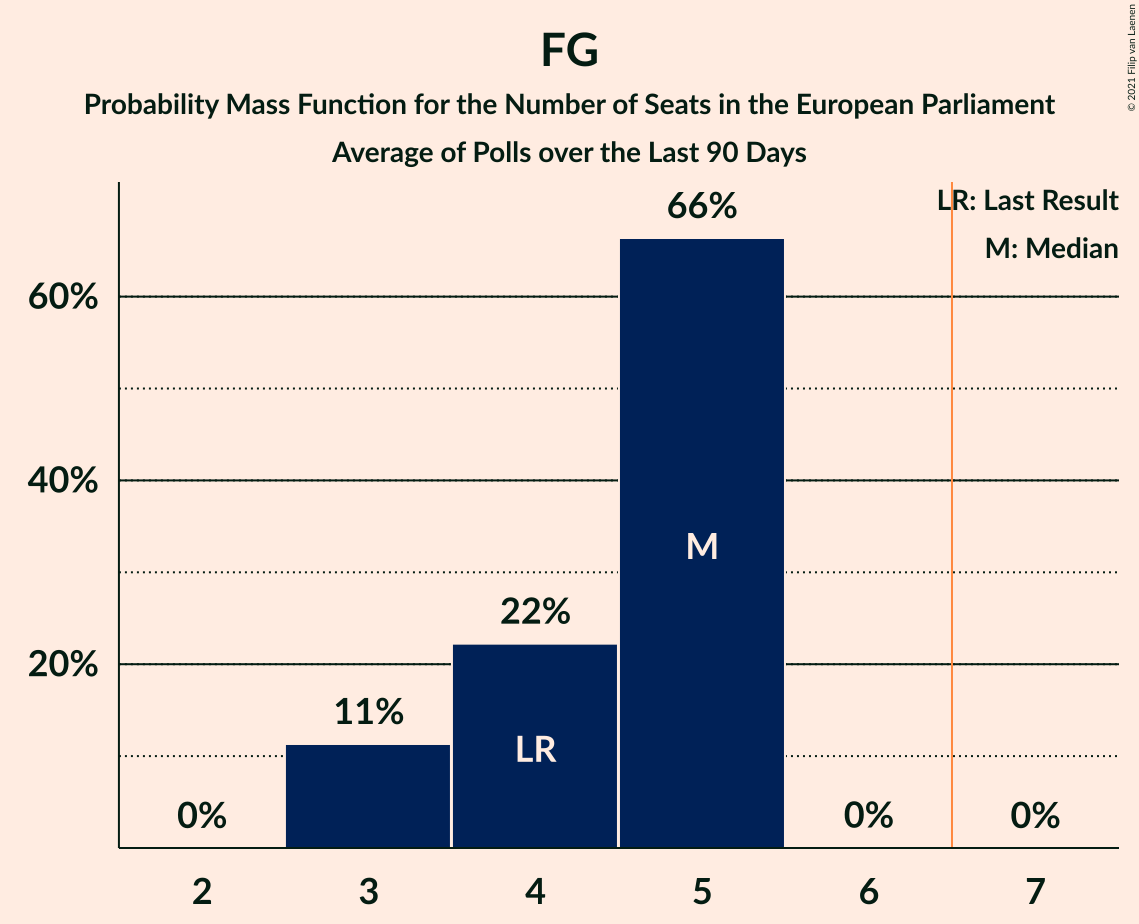 FG
Probability Mass Function for the Number of Seats in the European Parliament
Average of Polls over the Last 90 Days
© 2021 Filip van Laenen
LR: Last Result
M: Median
66%
60%
40%
M
22%
20%
11%
LR
0%
0%
0%
2 3 4 5 6 7